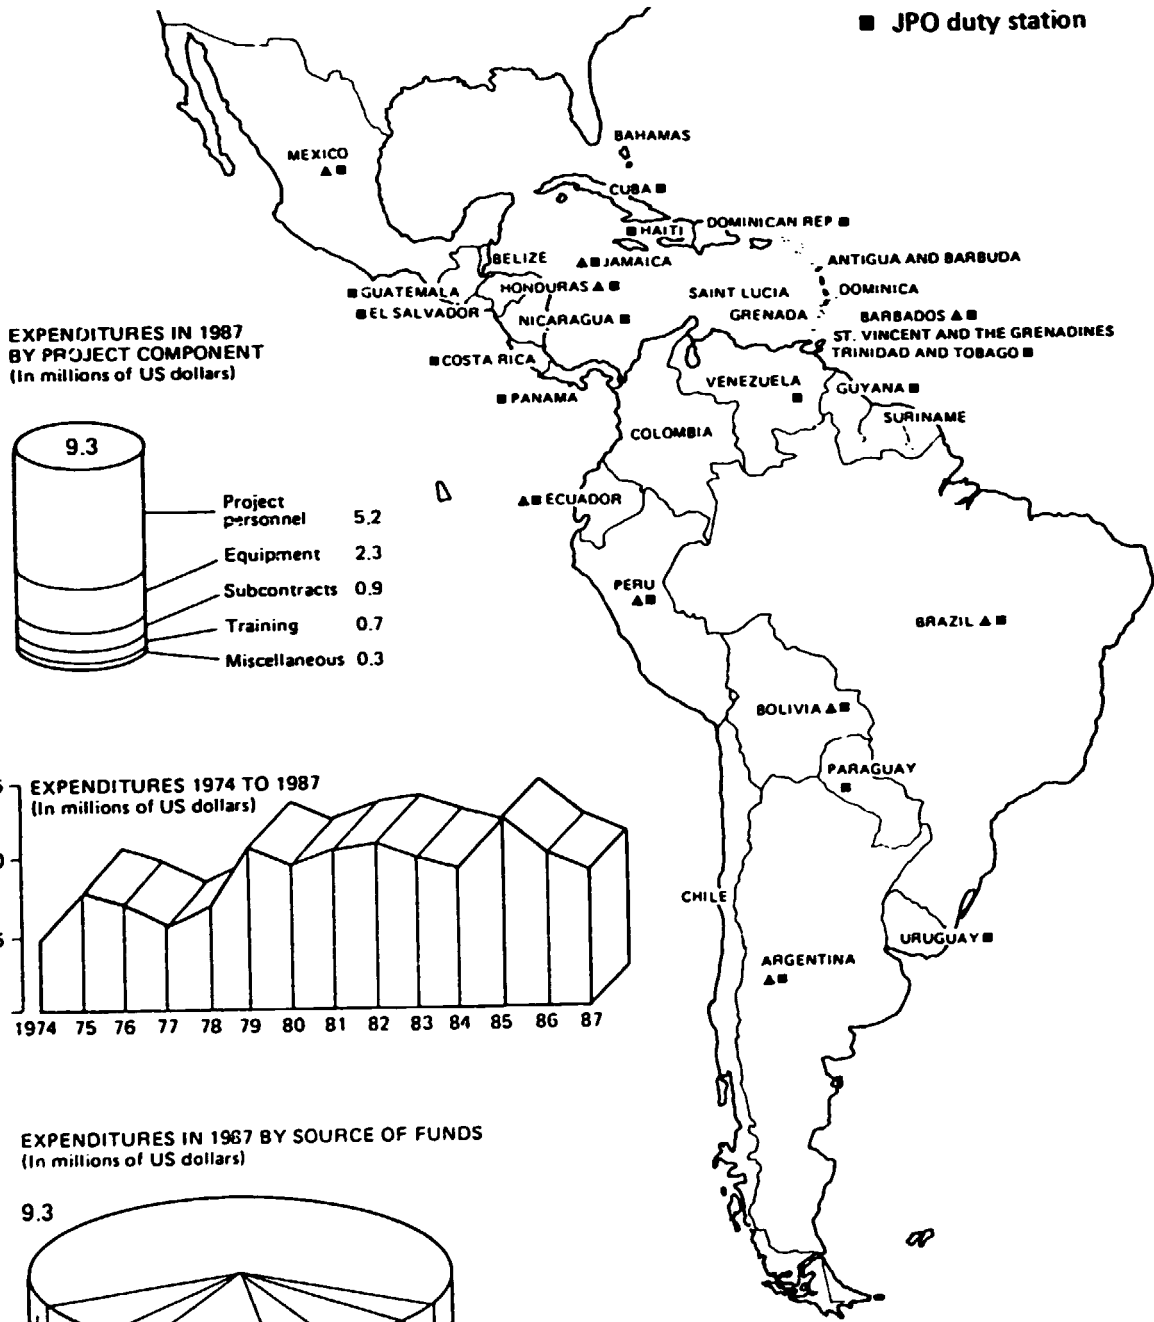 ■ JPO duty station
BAHAMAS
MEXICO
▲■
CUBA ■
■ HAITI
DOMINICAN REP ■
BELIZE
▲■ JAMAICA
ANTIGUA AND BARBUDA
■ GUATEMALA
HONDURAS ▲■
SAINT LUCIA
DOMINICA
■ EL SALVADOR
NICARAGUA ■
GRENADA
BARBADOS ▲■
ST. VINCENT AND THE GRENADINES
TRINIDAD AND TOBAGO ■
■ COSTA RICA
■ PANAMA
VENEZUELA
■
GUYANA ■
SURINAME
COLOMBIA
▲■ ECUADOR
PERU
▲■
BRAZIL ▲■
BOLIVIA ▲■
PARAGUAY
■
CHILE
URUGUAY ■
ARGENTINA
▲■
EXPENDITURES IN 1987
BY PROJECT COMPONENT
(In millions of US dollars)
9.3
Project
personnel 5.2
Equipment 2.3
Subcontracts 0.9
Training 0.7
Miscellaneous 0.3
EXPENDITURES 1974 TO 1987
(In millions of US dollars)
5
0
5
1974 75 76 77 78 79 80 81 82 83 84 85 86 87
EXPENDITURES IN 1987 BY SOURCE OF FUNDS
(In millions of US dollars)
9.3